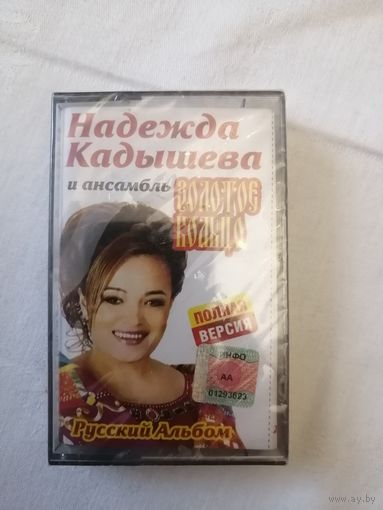 Надежда
Кадышева
и ансамбль ЗОЛОТОЕ
КОЛЬЦО
ПОЛНАЯ
ВЕРСИЯ
ИНФО
АА
01293623
Русский Альбом
www.ay.by